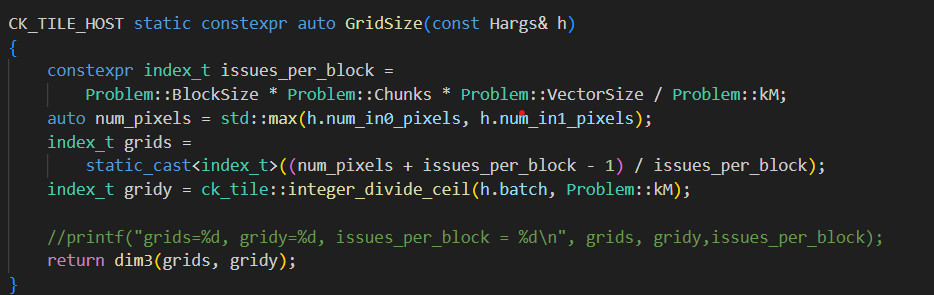 CK_TILE_HOST static constexpr auto GridSize(const Hargs& h)
{
    constexpr index_t issues_per_block =
        Problem::BlockSize * Problem::Chunks * Problem::VectorSize / Problem::kM;
    auto num_pixels = std::max(h.num_in0_pixels, h.num_in1_pixels);
    index_t grids =
        static_cast<index_t>((num_pixels + issues_per_block - 1) / issues_per_block);
    index_t gridy = ck_tile::integer_divide_ceil(h.batch, Problem::kM);

    //printf("grids=%d, gridy=%d, issues_per_block = %d\n", grids, gridy,issues_per_block);
    return dim3(grids, gridy);
}